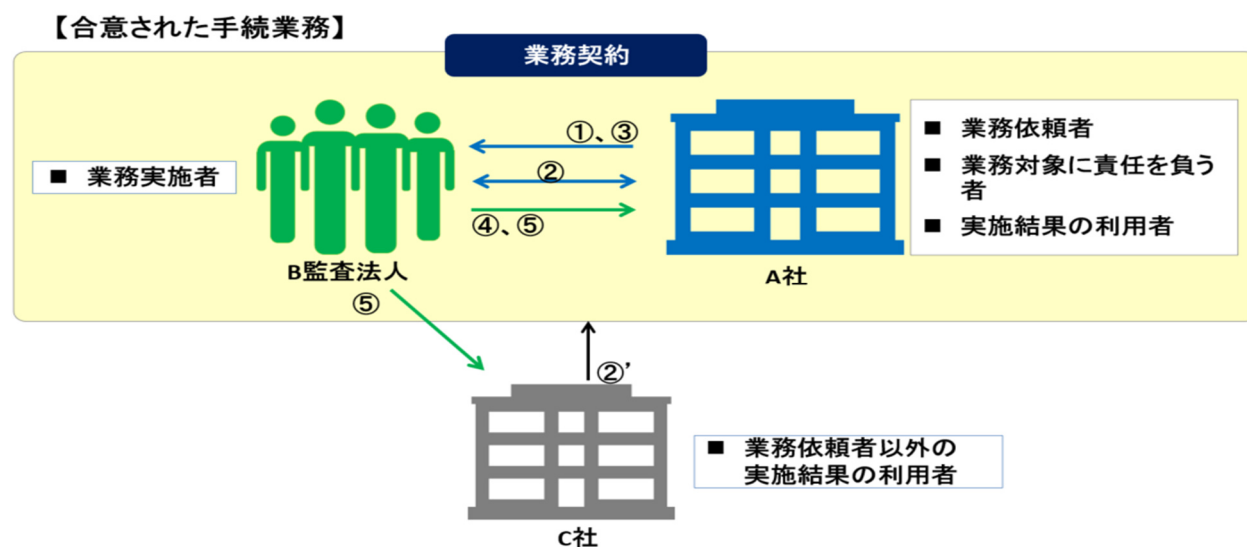 【合意された手続業務】
業務契約
①、③
②
④、⑤
■ 業務実施者
B監査法人
A社
■ 業務依頼者
■ 業務対象に責任を負う
者
■ 実施結果の利用者
⑤
②’
C社
■ 業務依頼者以外の
実施結果の利用者